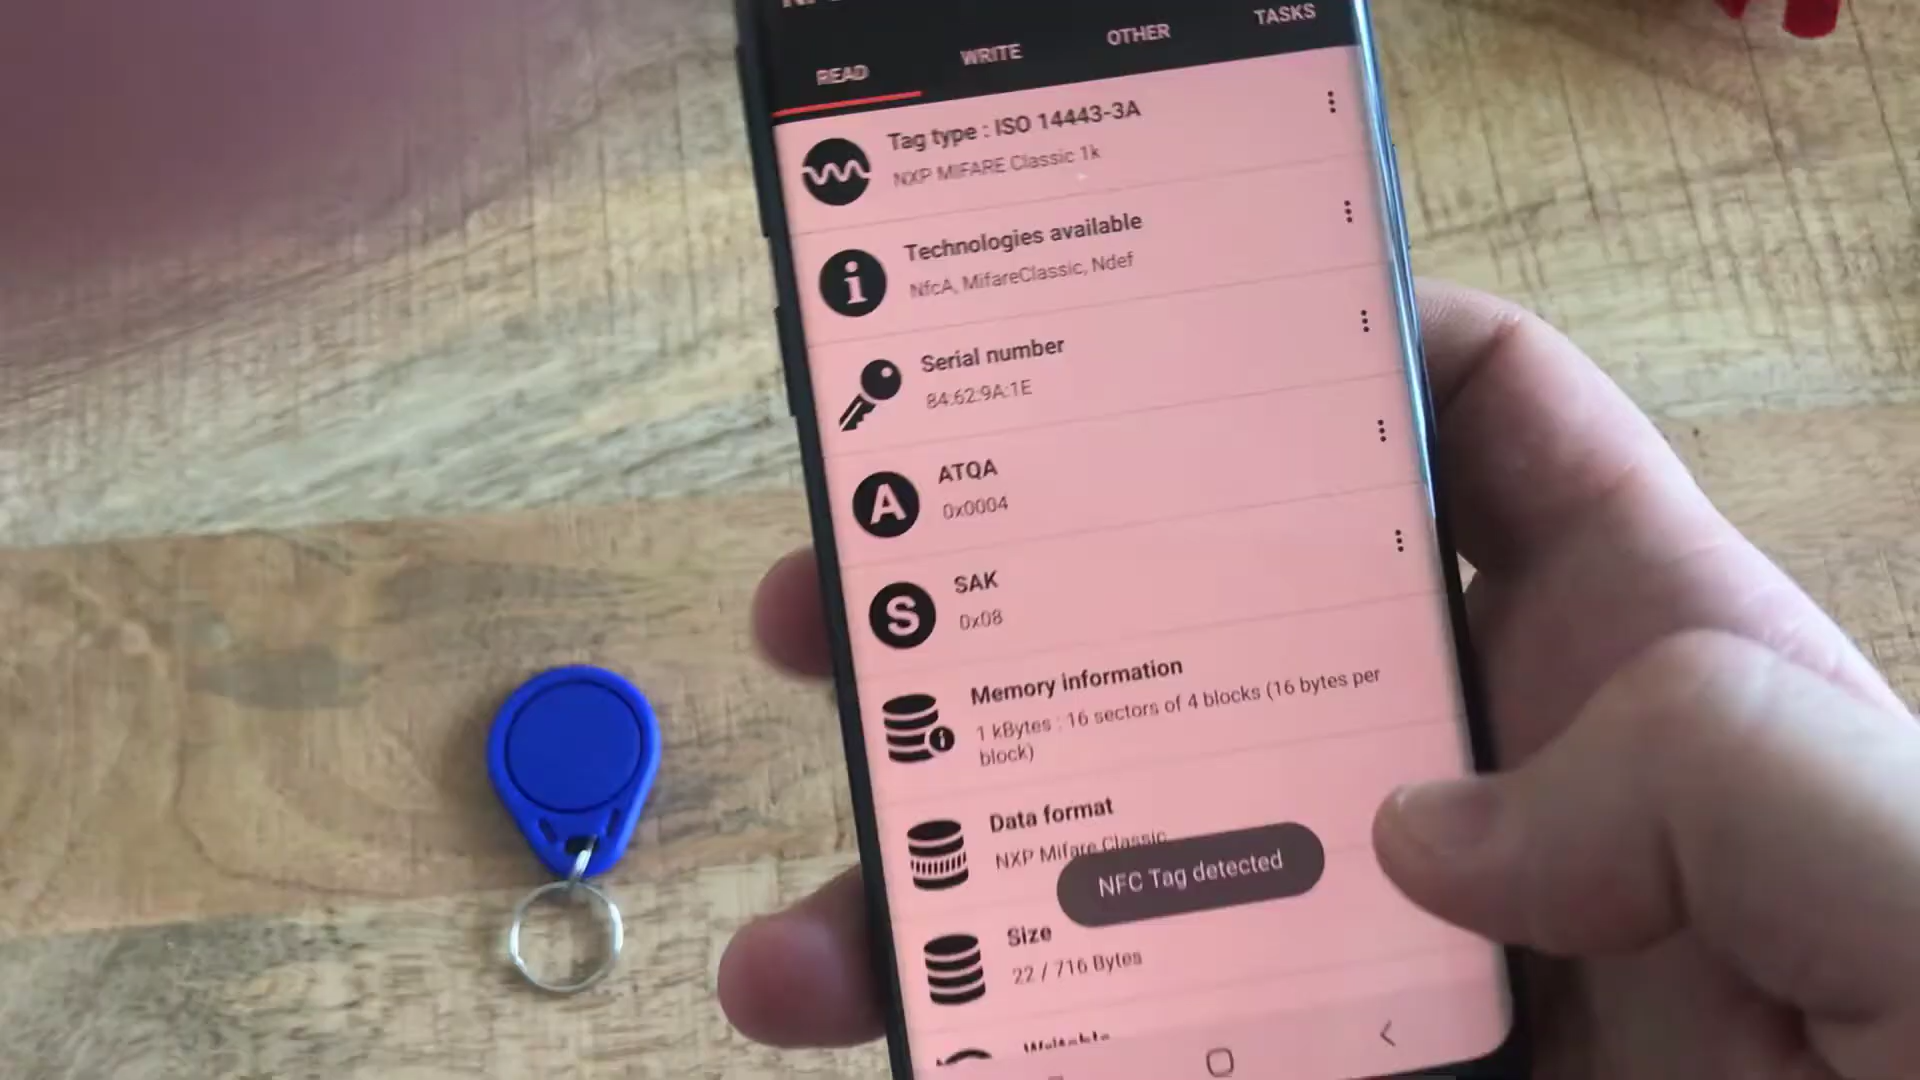 READ
WRITE
OTHER
TASKS
Tag type : ISO 14443-3A
NXP MIFARE Classic 1k
Technologies available
NfcA, MifareClassic, Ndef
Serial number
84:62:9A:1E
A
ATQA
0x0004
S
SAK
0x08
Memory information
1 kBytes : 16 sectors of 4 blocks (16 bytes per
block)
Data format
NXP Mifare Classic
NFC Tag detected
Size
22 / 716 Bytes
Writable